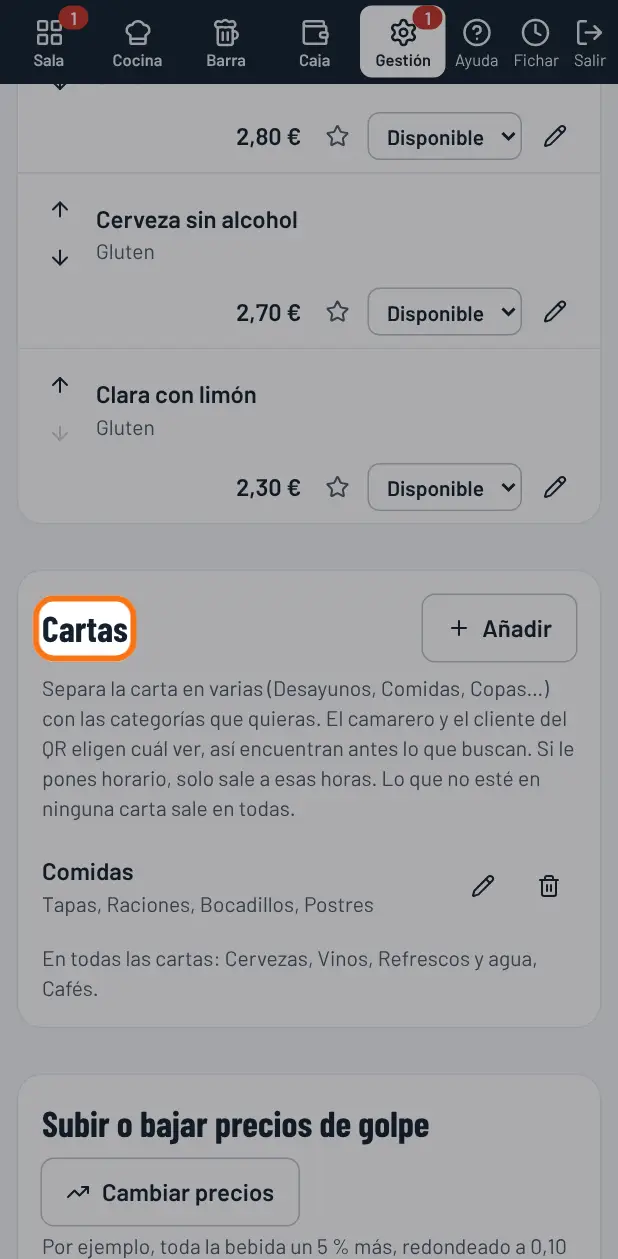 1
1
Sala
Cocina
Barra
Caja
Gestión
Ayuda
Fichar
Salir
2,80 €
Disponible
Cerveza sin alcohol
Gluten
2,70 €
Disponible
Clara con limón
Gluten
2,30 €
Disponible
Cartas
+ Añadir
Separa la carta en varias (Desayunos, Comidas, Copas...)
con las categorías que quieras. El camarero y el cliente del
QR eligen cuál ver, así encuentran antes lo que buscan. Si le
pones horario, solo sale a esas horas. Lo que no esté en
ninguna carta sale en todas.
Comidas
Tapas, Raciones, Bocadillos, Postres
En todas las cartas: Cervezas, Vinos, Refrescos y agua,
Cafés.
Subir o bajar precios de golpe
Cambiar precios
Por ejemplo, toda la bebida un 5 % más, redondeado a 0,10